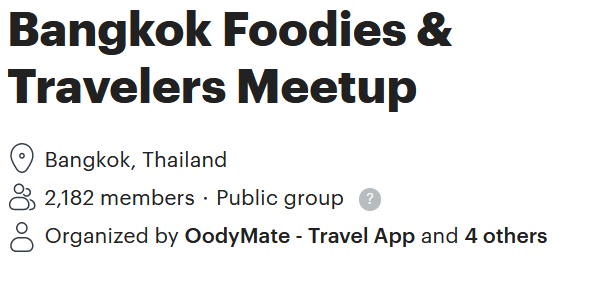 Bangkok Foodies &
Travelers Meetup
Bangkok, Thailand
2,182 members · Public group ?
Organized by OodyMate - Travel App and 4 others